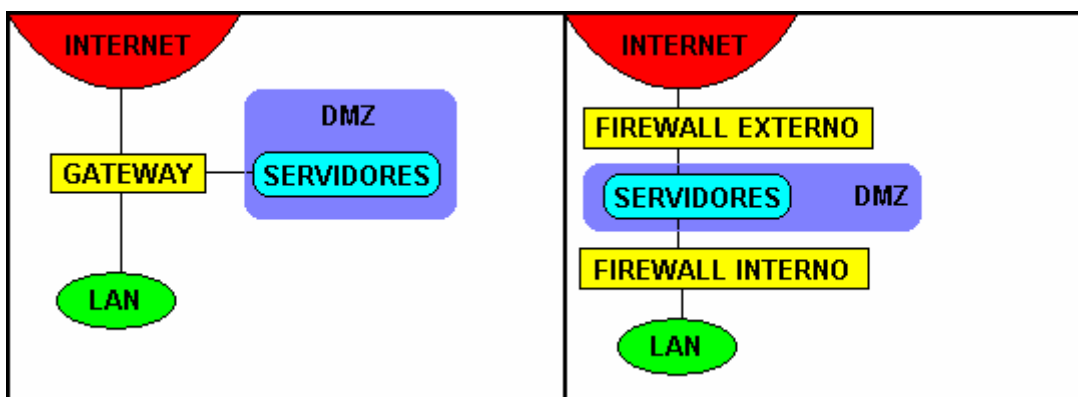 INTERNET
DMZ
GATEWAY
SERVIDORES
LAN
INTERNET
FIREWALL EXTERNO
SERVIDORES
DMZ
FIREWALL INTERNO
LAN